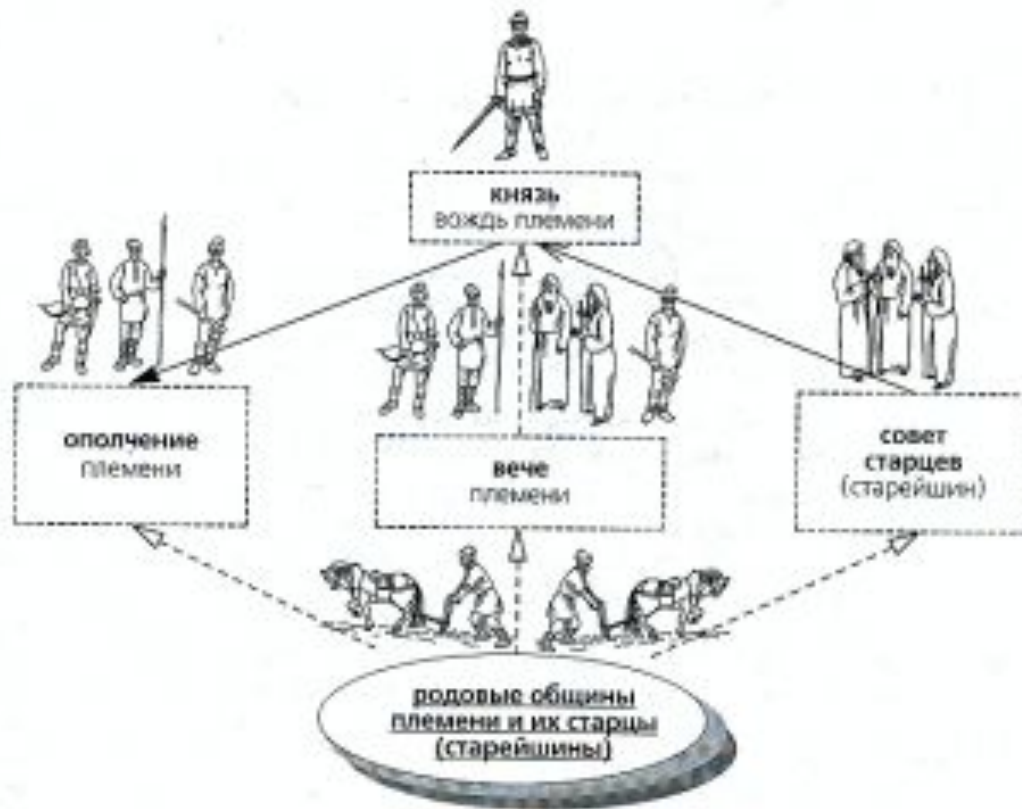 князь
вождь племени
ополчение
племени
вече
племени
совет
старцев
(старейшин)
родовые общины
племени и их старцы
(старейшины)